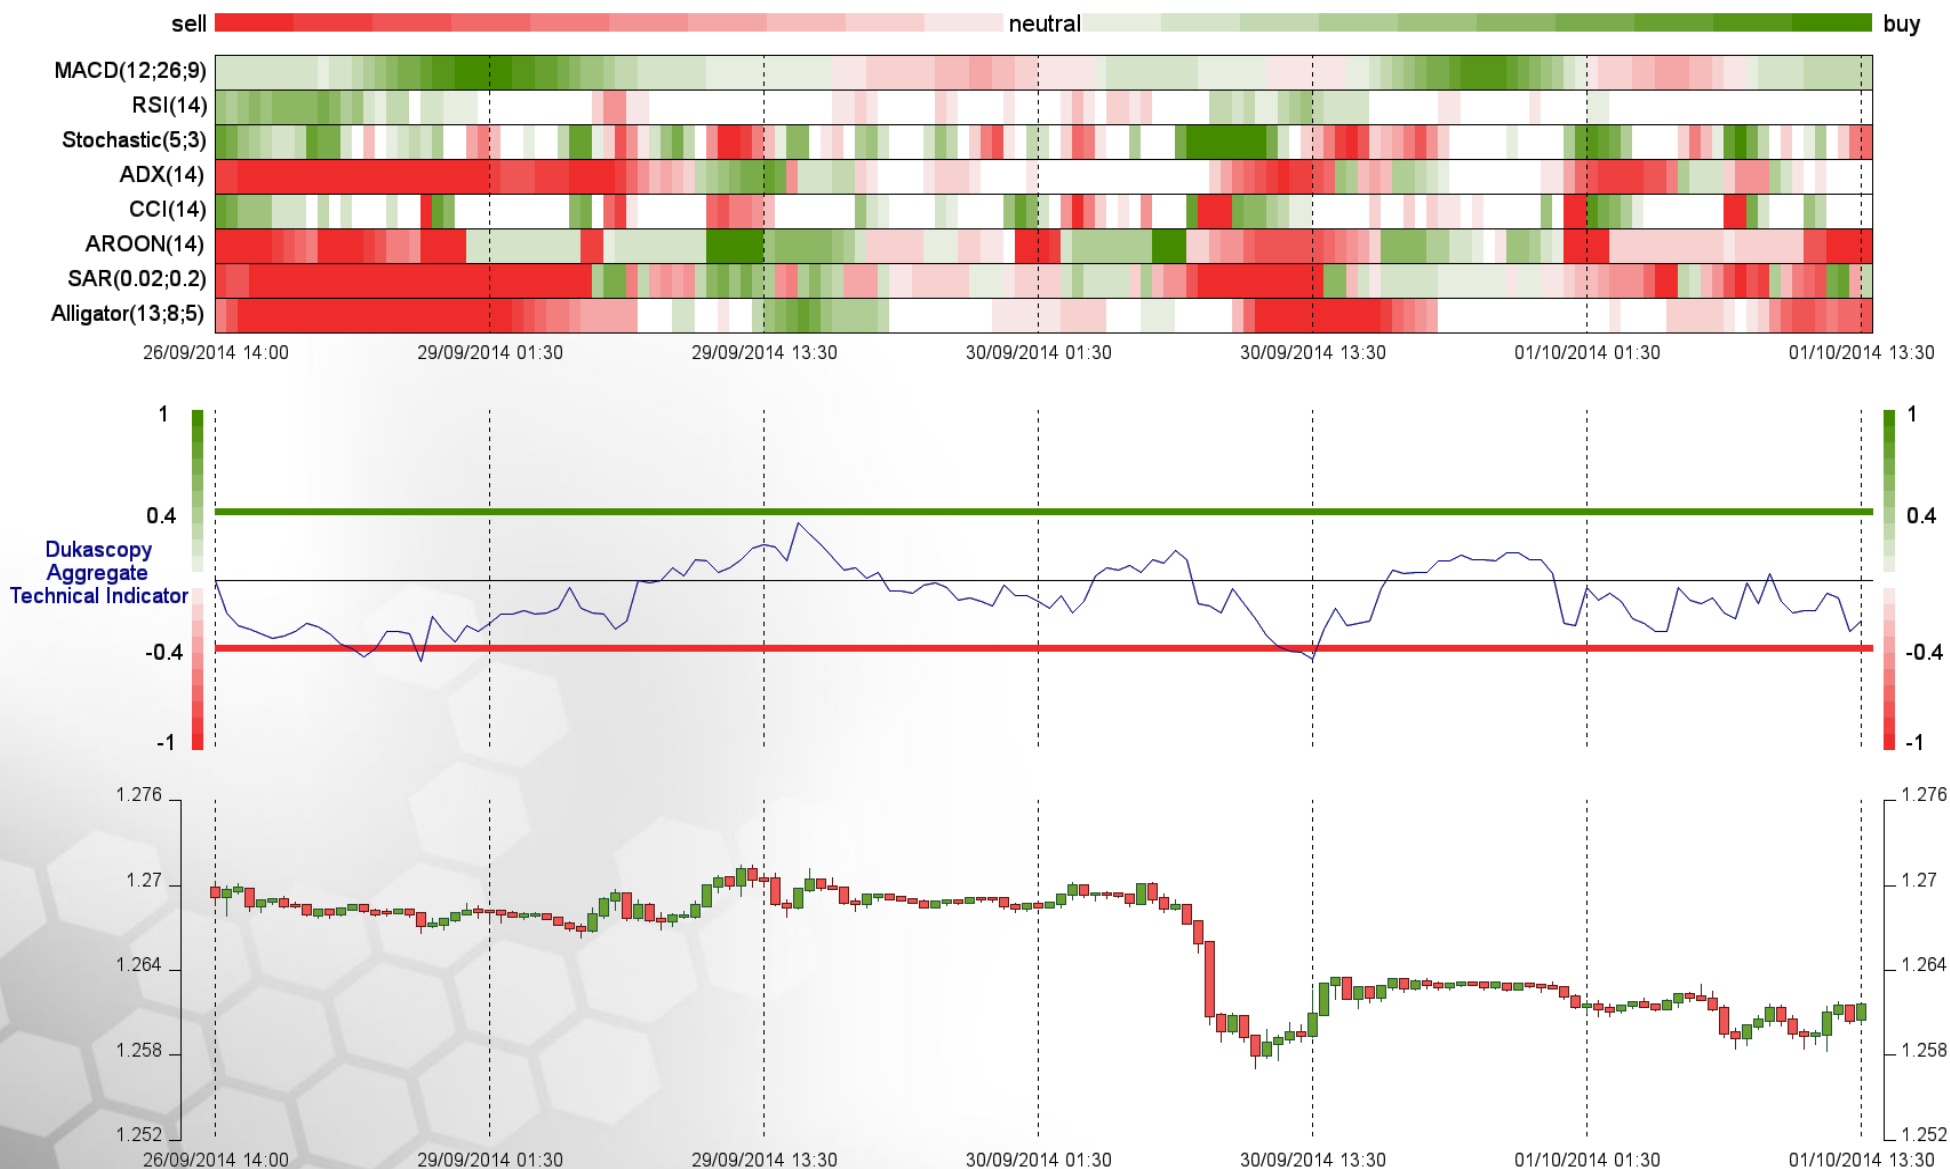 sell neutral buy
MACD(12;26;9)
RSI(14)
Stochastic(5;3)
ADX(14)
CCI(14)
AROON(14)
SAR(0.02;0.2)
Alligator(13;8;5)
26/09/2014 14:00 29/09/2014 01:30 29/09/2014 13:30 30/09/2014 01:30 30/09/2014 13:30 01/10/2014 01:30 01/10/2014 13:30
1 1
0.4 0.4
Dukascopy
Aggregate
Technical Indicator
-0.4 -0.4
-1 -1
1.276 1.276
1.27 1.27
1.264 1.264
1.258 1.258
1.252 1.252
26/09/2014 14:00 29/09/2014 01:30 29/09/2014 13:30 30/09/2014 01:30 30/09/2014 13:30 01/10/2014 01:30 01/10/2014 13:30